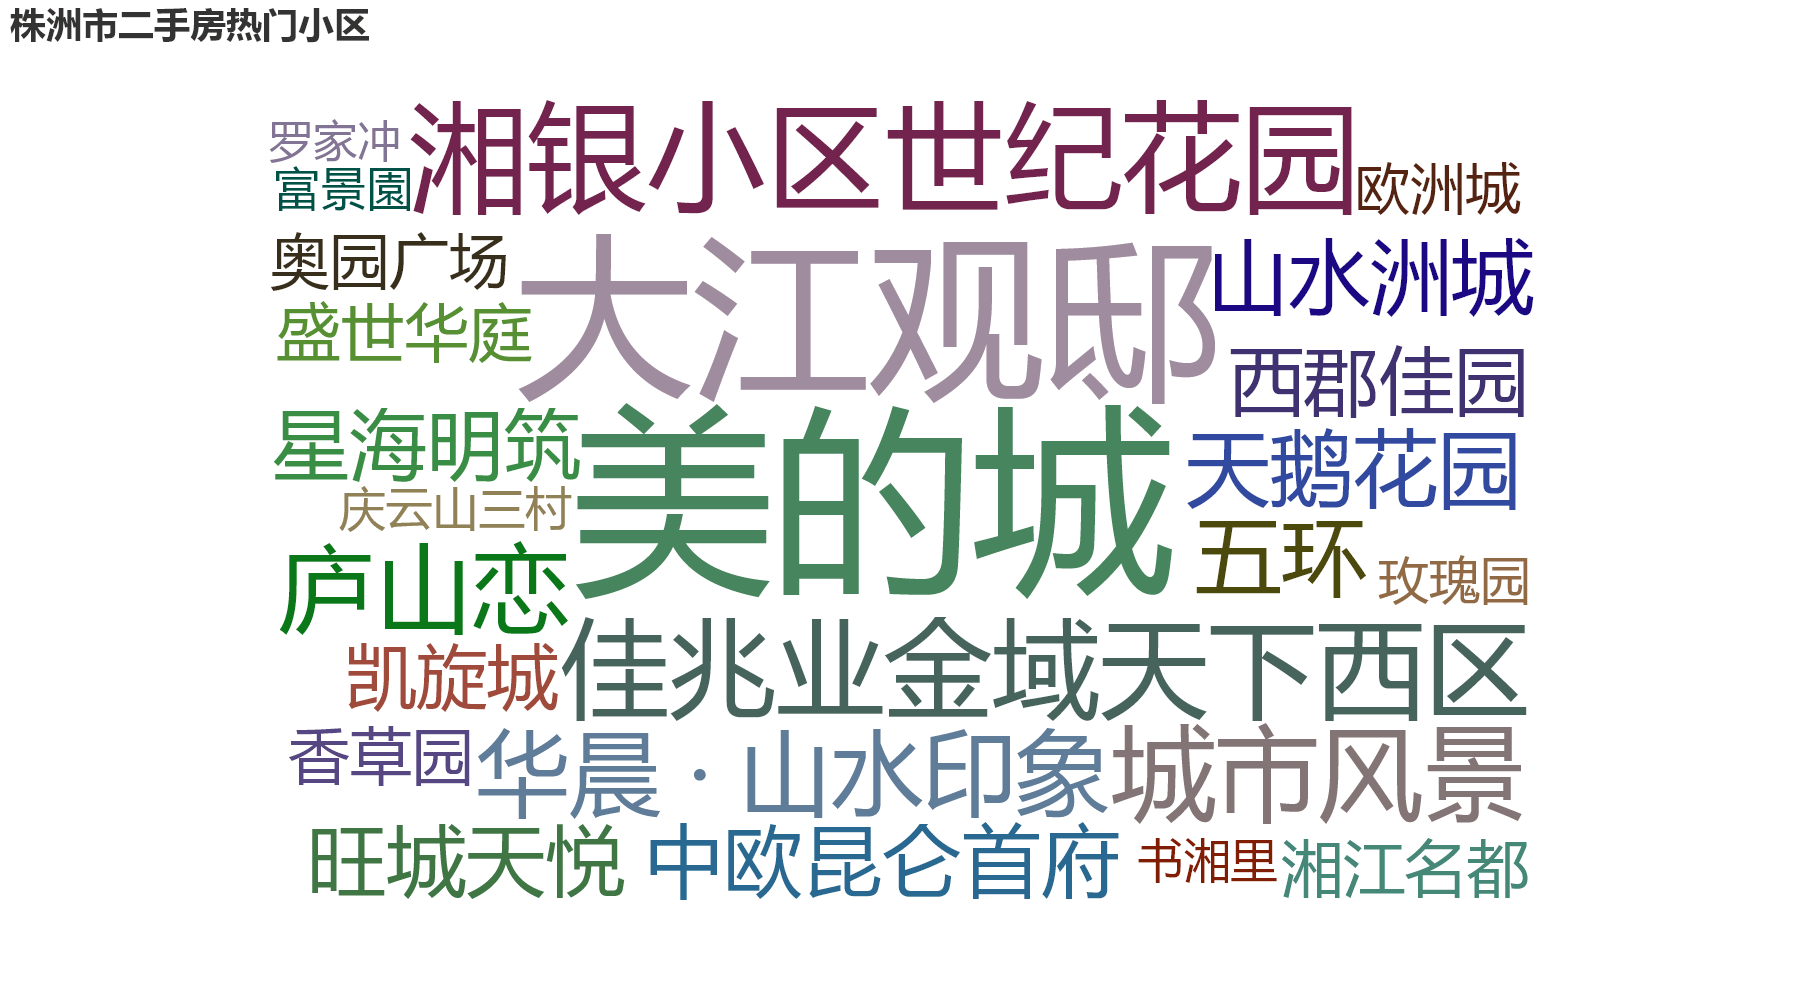 株洲市二手房热门小区
罗家冲
湘银小区世纪花园
富景園
欧洲城
奥园广场
大江观邸
山水洲城
盛世华庭
西郡佳园
星海明筑
美的城
天鹅花园
庆云山三村
五环
玫瑰园
庐山恋
佳兆业金域天下西区
凯旋城
香草园
华晨·山水印象
城市风景
旺城天悦
中欧昆仑首府
书湘里
湘江名都